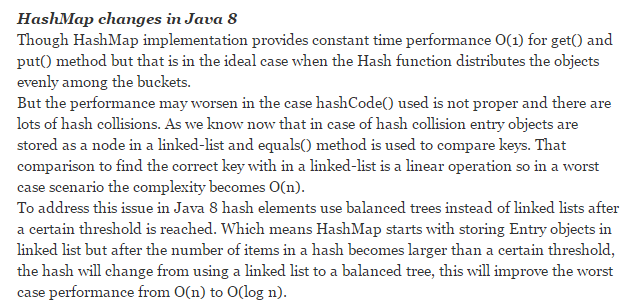 HashMap changes in Java 8
Though HashMap implementation provides constant time performance O(1) for get() and
put() method but that is in the ideal case when the Hash function distributes the objects
evenly among the buckets.
But the performance may worsen in the case hashCode() used is not proper and there are
lots of hash collisions. As we know now that in case of hash collision entry objects are
stored as a node in a linked-list and equals() method is used to compare keys. That
comparison to find the correct key with in a linked-list is a linear operation so in a worst
case scenario the complexity becomes O(n).
To address this issue in Java 8 hash elements use balanced trees instead of linked lists after
a certain threshold is reached. Which means HashMap starts with storing Entry objects in
linked list but after the number of items in a hash becomes larger than a certain threshold,
the hash will change from using a linked list to a balanced tree, this will improve the worst
case performance from O(n) to O(log n).